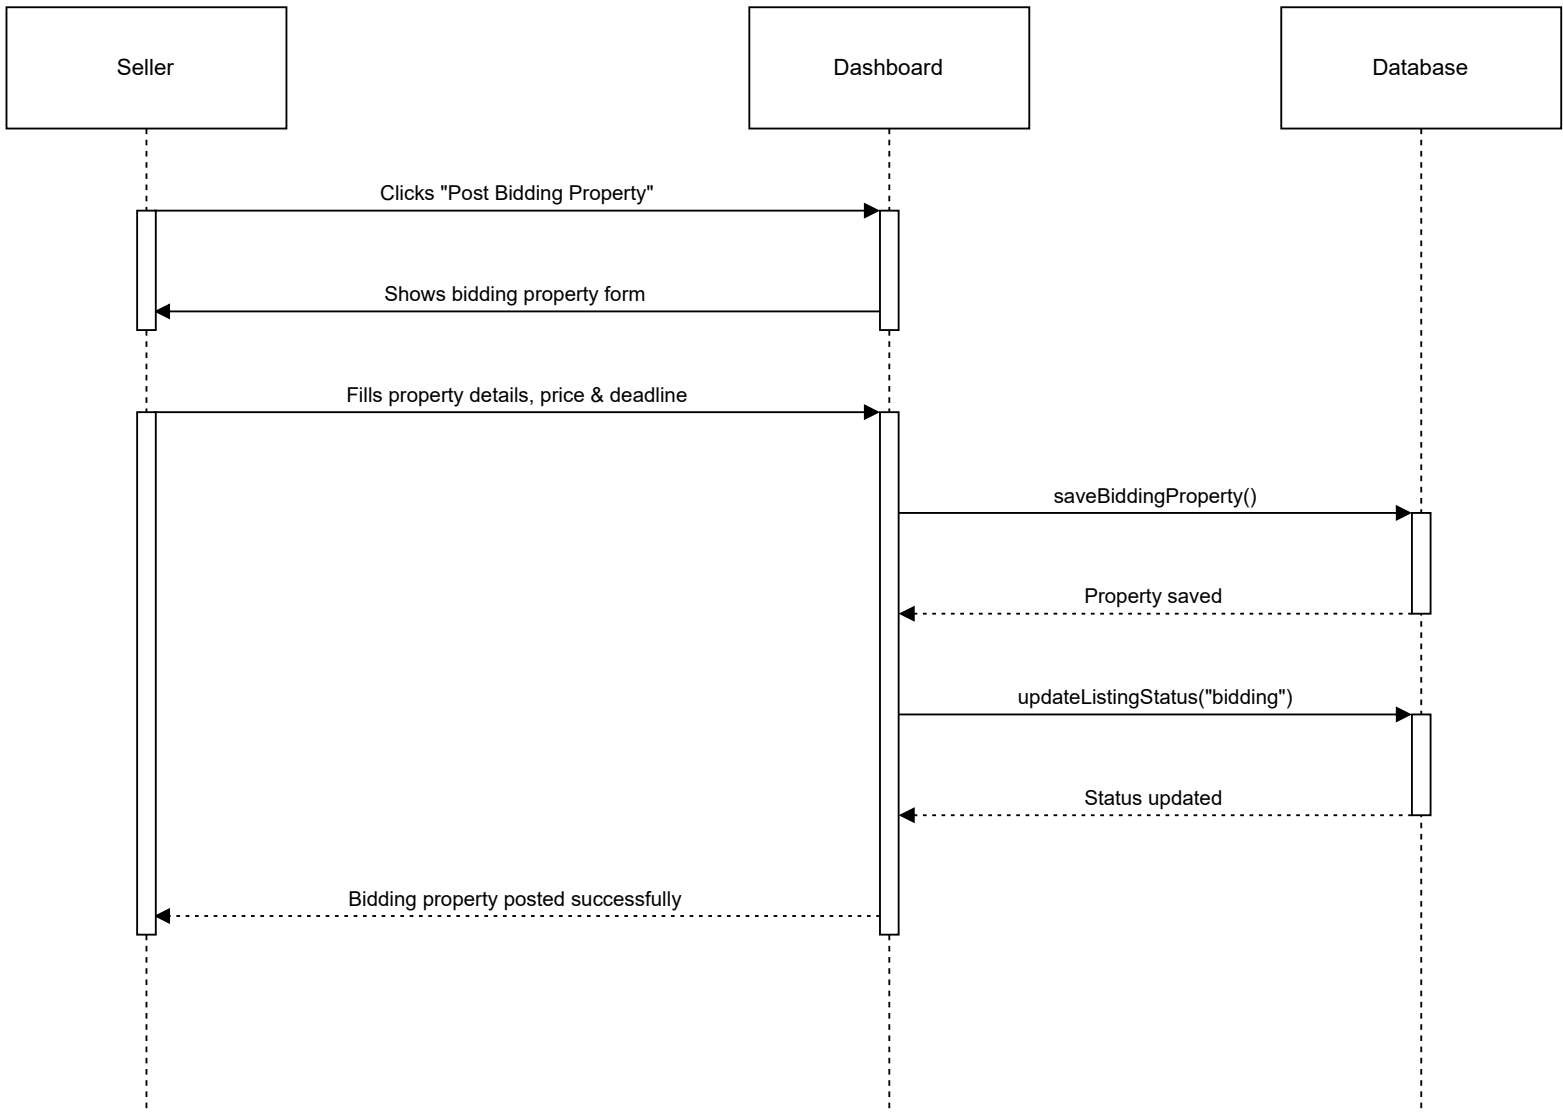 Seller
Dashboard
Database
Clicks "Post Bidding Property"
Shows bidding property form
Fills property details, price & deadline
saveBiddingProperty()
Property saved
updateListingStatus("bidding")
Status updated
Bidding property posted successfully